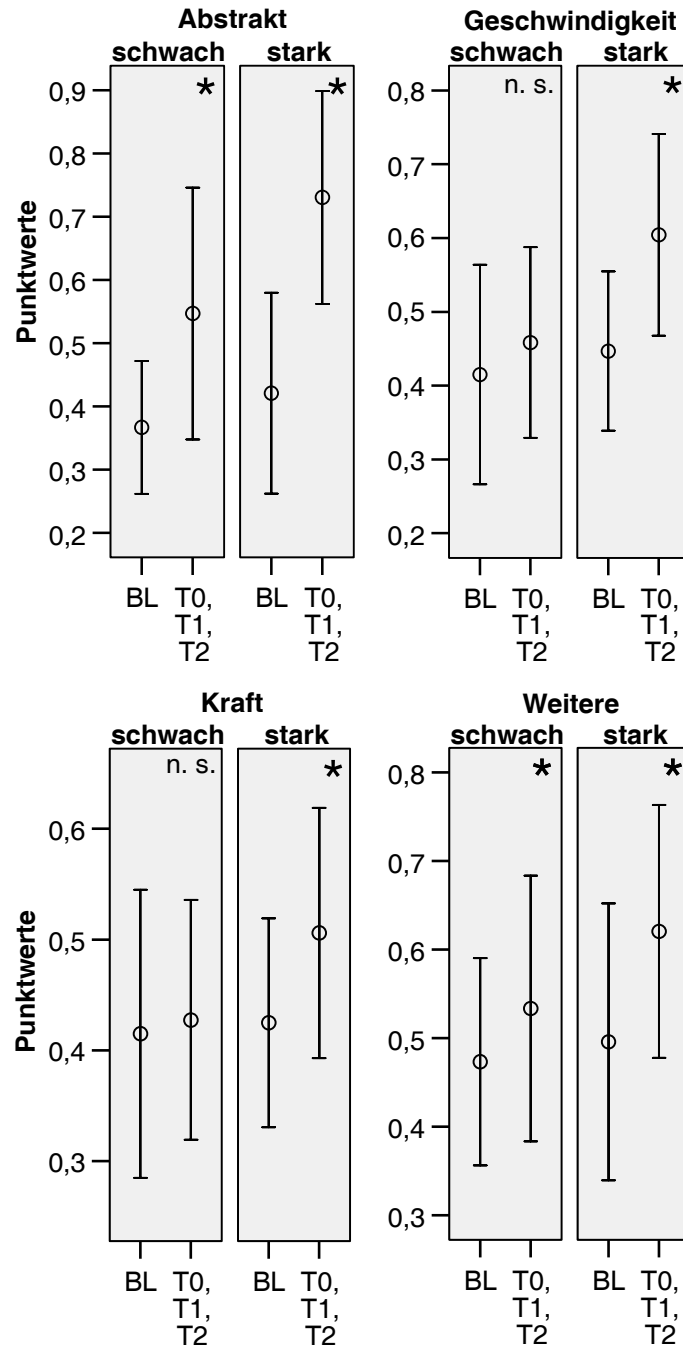 Abstrakt
schwach stark
Punktwerte
0,9
0,8
0,7
0,6
0,5
0,4
0,3
0,2
* *
BL T0, BL T0,
T1, T1,
T2 T2
Geschwindigkeit
schwach stark
0,8
0,7
0,6
0,5
0,4
0,3
0,2
n. s. *
BL T0, BL T0,
T1, T1,
T2 T2
Kraft
schwach stark
Punktwerte
0,6
0,5
0,4
0,3
n. s. *
BL T0, BL T0,
T1, T1,
T2 T2
Weitere
schwach stark
0,8
0,7
0,6
0,5
0,4
0,3
* *
BL T0, BL T0,
T1, T1,
T2 T2